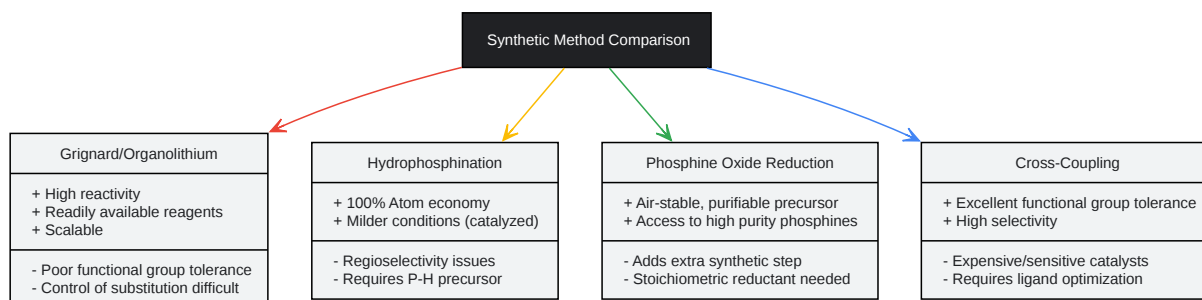 Synthetic Method Comparison
Grignard/Organolithium
+ High reactivity
+ Readily available reagents
+ Scalable
- Poor functional group tolerance
- Control of substitution difficult
Hydrophosphination
+ 100% Atom economy
+ Milder conditions (catalyzed)
- Regioselectivity issues
- Requires P-H precursor
Phosphine Oxide Reduction
+ Air-stable, purifiable precursor
+ Access to high purity phosphines
- Adds extra synthetic step
- Stoichiometric reductant needed
Cross-Coupling
+ Excellent functional group tolerance
+ High selectivity
- Expensive/sensitive catalysts
- Requires ligand optimization